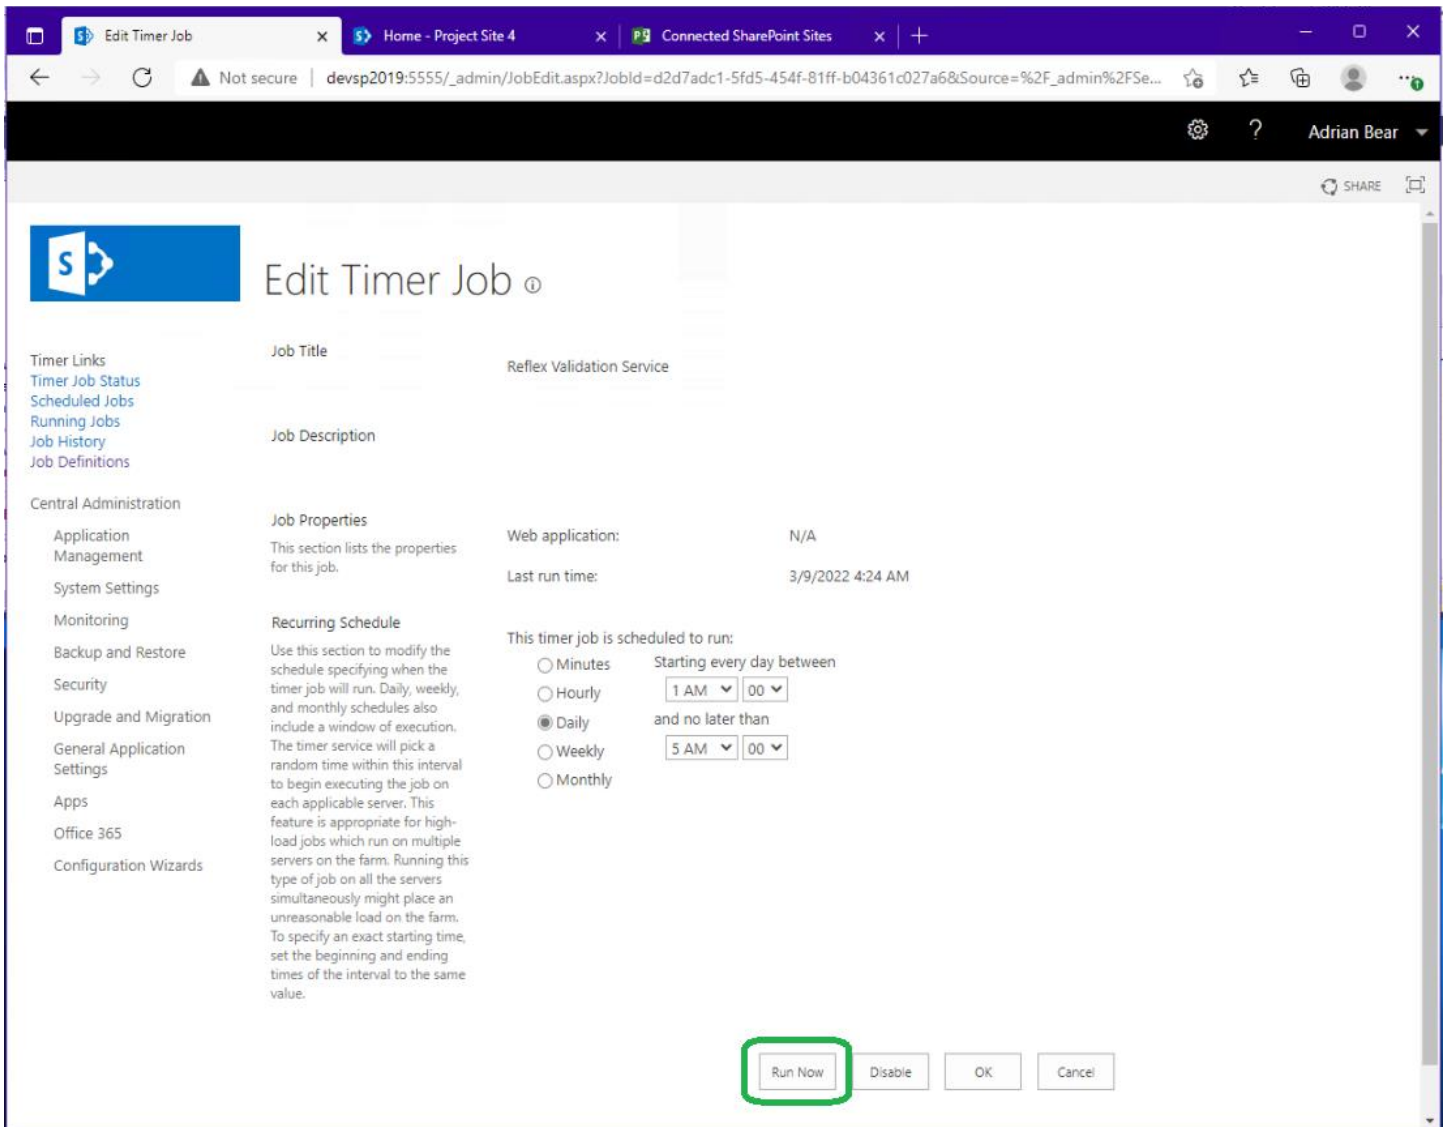 Edit Timer Job
Home - Project Site 4
Connected SharePoint Sites
Not secure
devsp2019:5555/_admin/JobEdit.aspx?JobId=d2d7adc1-5fd5-454f-81ff-b04361c027a6&Source=%2F_admin%2FSe...
?
Adrian Bear
SHARE
S
Edit Timer Job
Timer Links
Timer Job Status
Scheduled Jobs
Running Jobs
Job History
Job Definitions
Central Administration
Application
Management
System Settings
Monitoring
Backup and Restore
Security
Upgrade and Migration
General Application
Settings
Apps
Office 365
Configuration Wizards
Job Title
Reflex Validation Service
Job Description
Job Properties
This section lists the properties
for this job.
Web application:
N/A
Last run time:
3/9/2022 4:24 AM
Recurring Schedule
Use this section to modify the
schedule specifying when the
timer job will run. Daily, weekly,
and monthly schedules also
include a window of execution.
The timer service will pick a
random time within this interval
to begin executing the job on
each applicable server. This
feature is appropriate for high-
load jobs which run on multiple
servers on the farm. Running this
type of job on all the servers
simultaneously might place an
unreasonable load on the farm.
To specify an exact starting time,
set the beginning and ending
times of the interval to the same
value.
This timer job is scheduled to run:
Minutes
Hourly
Daily
Weekly
Monthly
Starting every day between
1 AM 00
and no later than
5 AM 00
Run Now
Disable
OK
Cancel